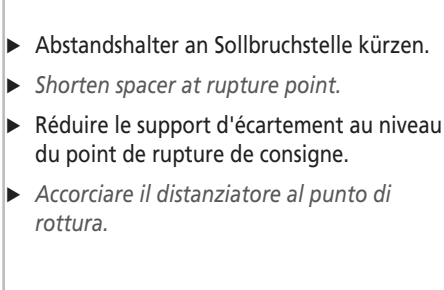 ▶ Abstandshalter an Sollbruchstelle kürzen.
▶ Shorten spacer at rupture point.
▶ Réduire le support d'écartement au niveau
du point de rupture de consigne.
▶ Accorciare il distanziatore al punto di
rottura.